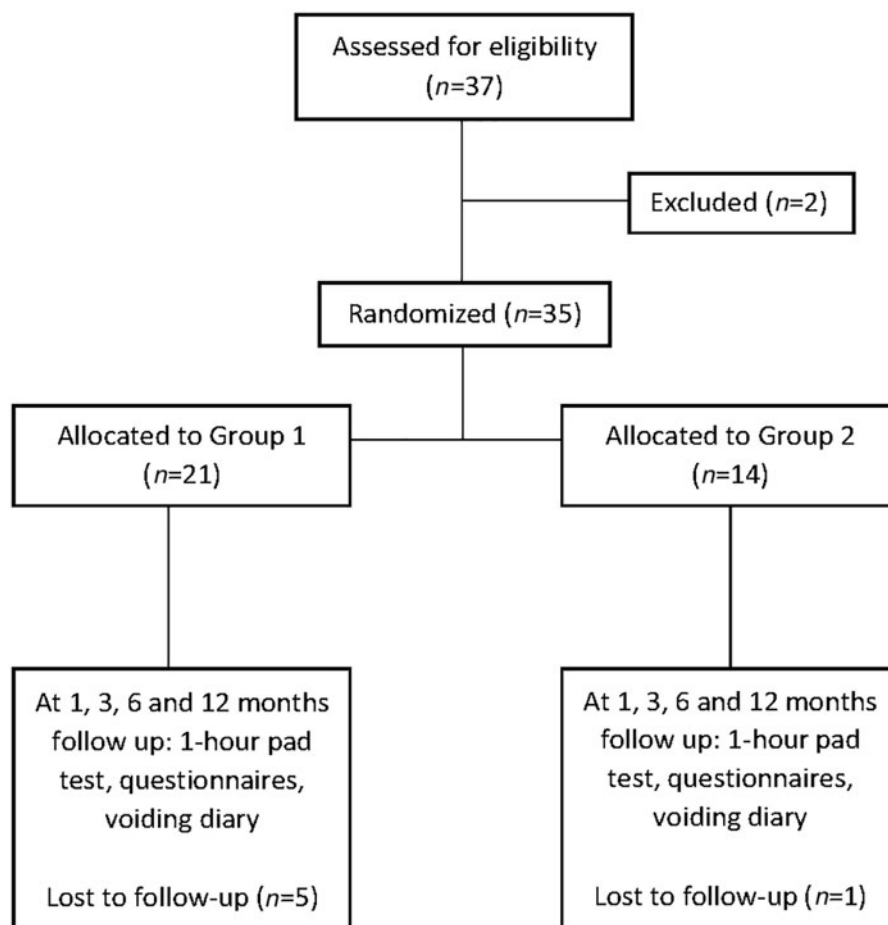 Assessed for eligibility
(n=37)
Excluded (n=2)
Randomized (n=35)
Allocated to Group 1
(n=21)
Allocated to Group 2
(n=14)
At 1, 3, 6 and 12 months
follow up: 1-hour pad
test, questionnaires,
voiding diary
Lost to follow-up (n=5)
At 1, 3, 6 and 12 months
follow up: 1-hour pad
test, questionnaires,
voiding diary
Lost to follow-up (n=1)